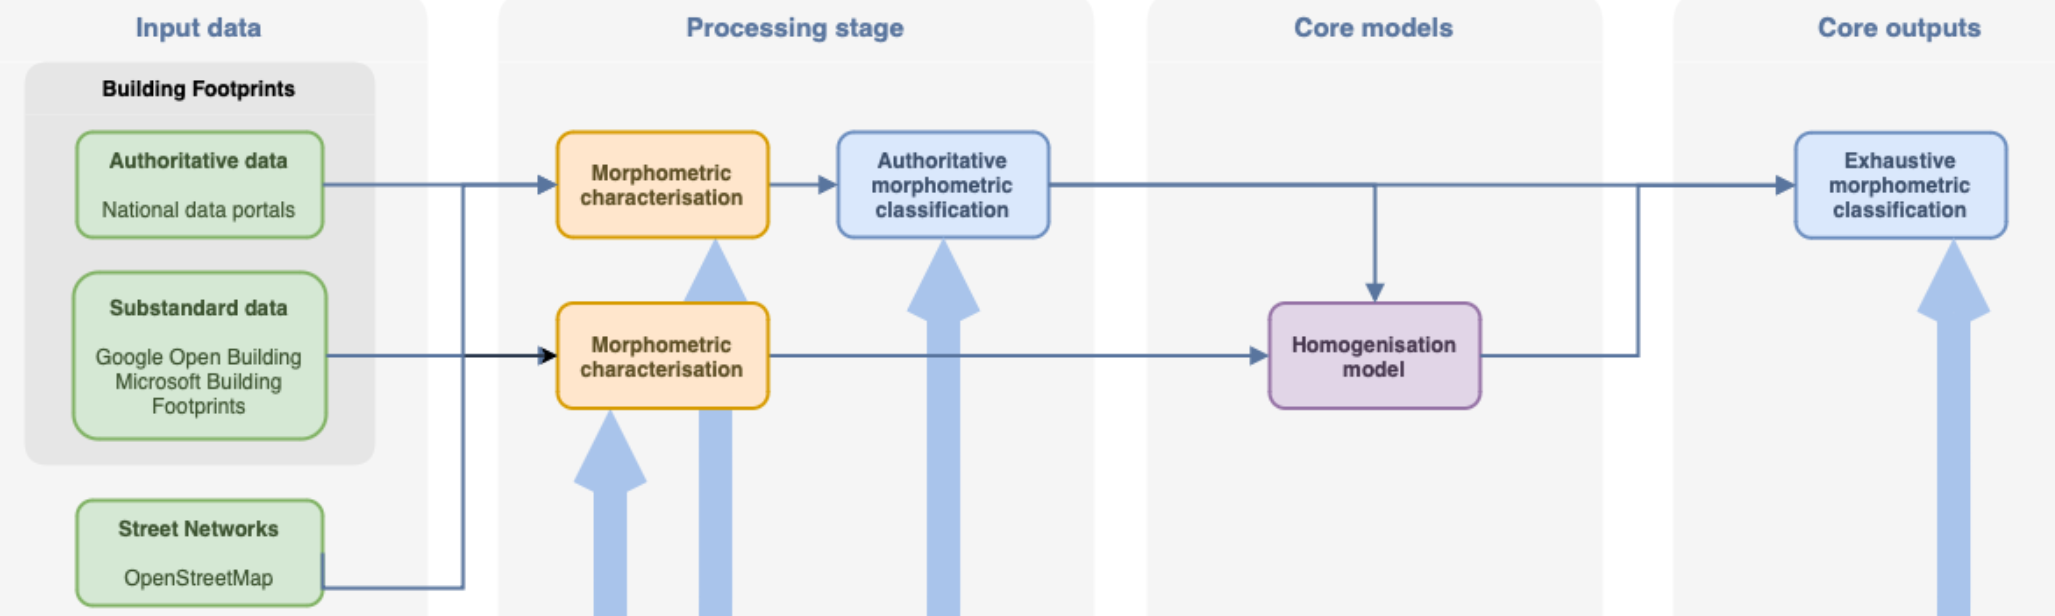 Input data
Processing stage
Core models
Core outputs
Building Footprints
Authoritative data
National data portals
Morphometric
characterisation
Authoritative
morphometric
classification
Exhaustive
morphometric
classification
Substandard data
Google Open Building
Microsoft Building
Footprints
Morphometric
characterisation
Homogenisation
model
Street Networks
OpenStreetMap